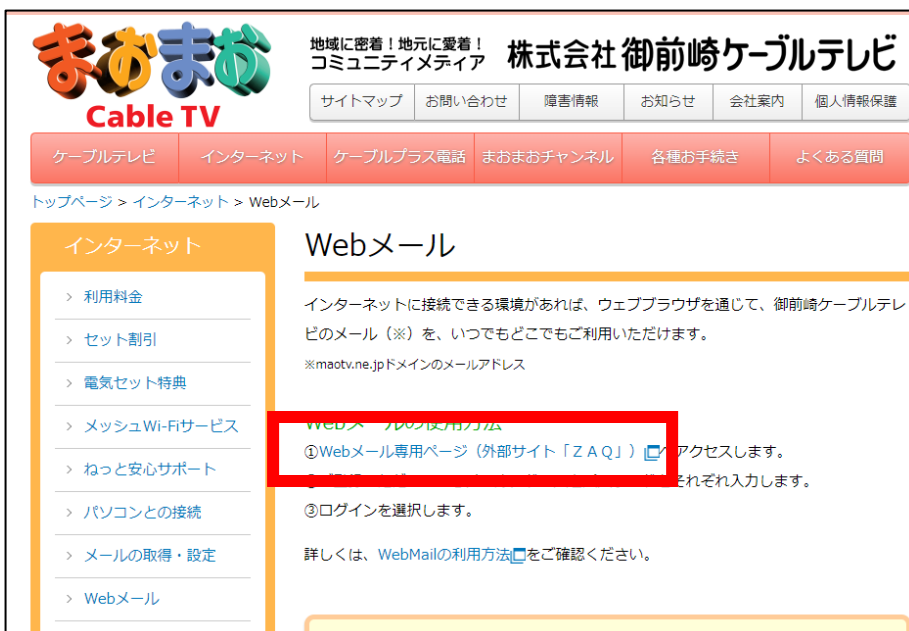 まおまお
Cable TV
地域に密着！地元に愛着！
コミュニティメディア
株式会社御前崎ケーブルテレビ
サイトマップ お問い合わせ 障害情報 お知らせ 会社案内 個人情報保護
ケーブルテレビ インターネット ケーブルプラス電話 まおまおチャンネル 各種お手続き よくある質問
トップページ > インターネット > Webメール
インターネット
> 利用料金
> セット割引
> 電気セット特典
> メッシュWi-Fiサービス
> ねっと安心サポート
> パソコンとの接続
> メールの取得・設定
> Webメール
Webメール
インターネットに接続できる環境があれば、ウェブブラウザを通じて、御前崎ケーブルテレ
ビのメール（※）を、いつでもどこでもご利用いただけます。
※maotv.ne.jpドメインのメールアドレス
Webメールの使用方法
①Webメール専用ページ（外部サイト「ＺＡＱ」）へアクセスします。
それぞれ入力します。
③ログインを選択します。
詳しくは、WebMailの利用方法をご確認ください。